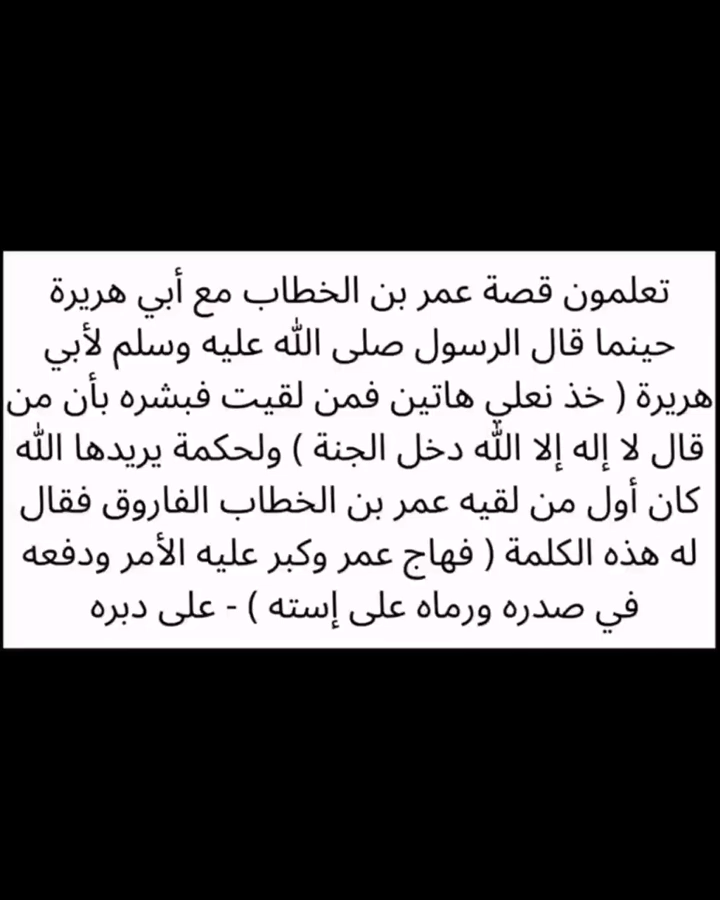 تعلمون قصة عمر بن الخطاب مع أبي هريرة
حينما قال الرسول صلى الله عليه وسلم لأبي
هريرة ( خذ نعلي هاتين فمن لقيت فبشره بأن من
قال لا إله إلا الله دخل الجنة ) ولحكمة يريدها الله
كان أول من لقيه عمر بن الخطاب الفاروق فقال
له هذه الكلمة ( فهاج عمر وكبر عليه الأمر ودفعه
في صدره ورماه على إسته ) - على دبره